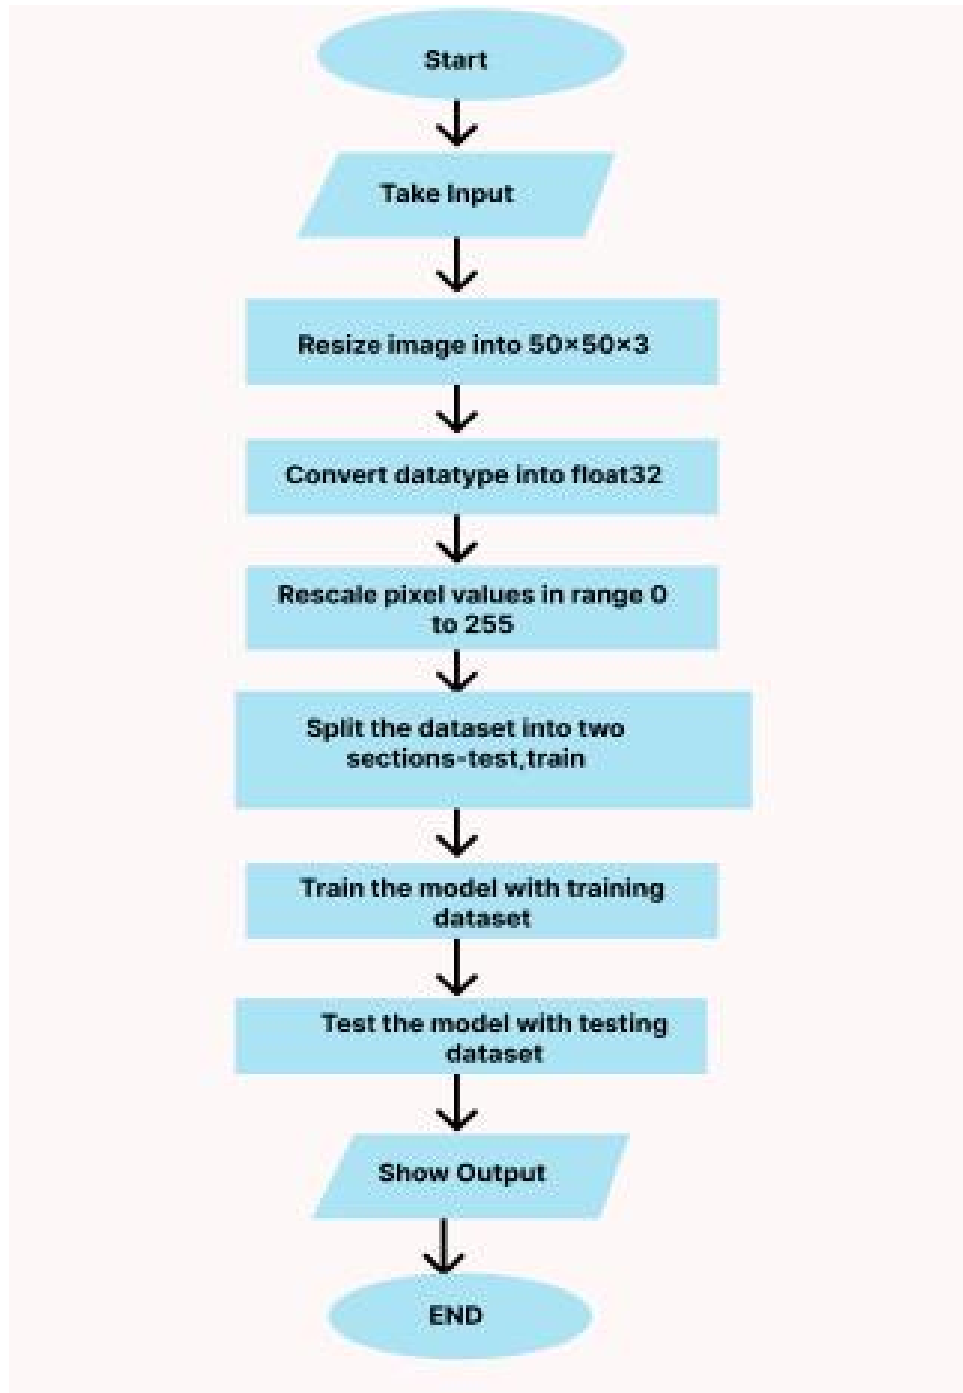 Start
Take Input
Resize image into 50×50×3
Convert datatype into float32
Rescale pixel values in range 0
to 255
Split the dataset into two
sections-test,train
Train the model with training
dataset
Test the model with testing
dataset
Show Output
END